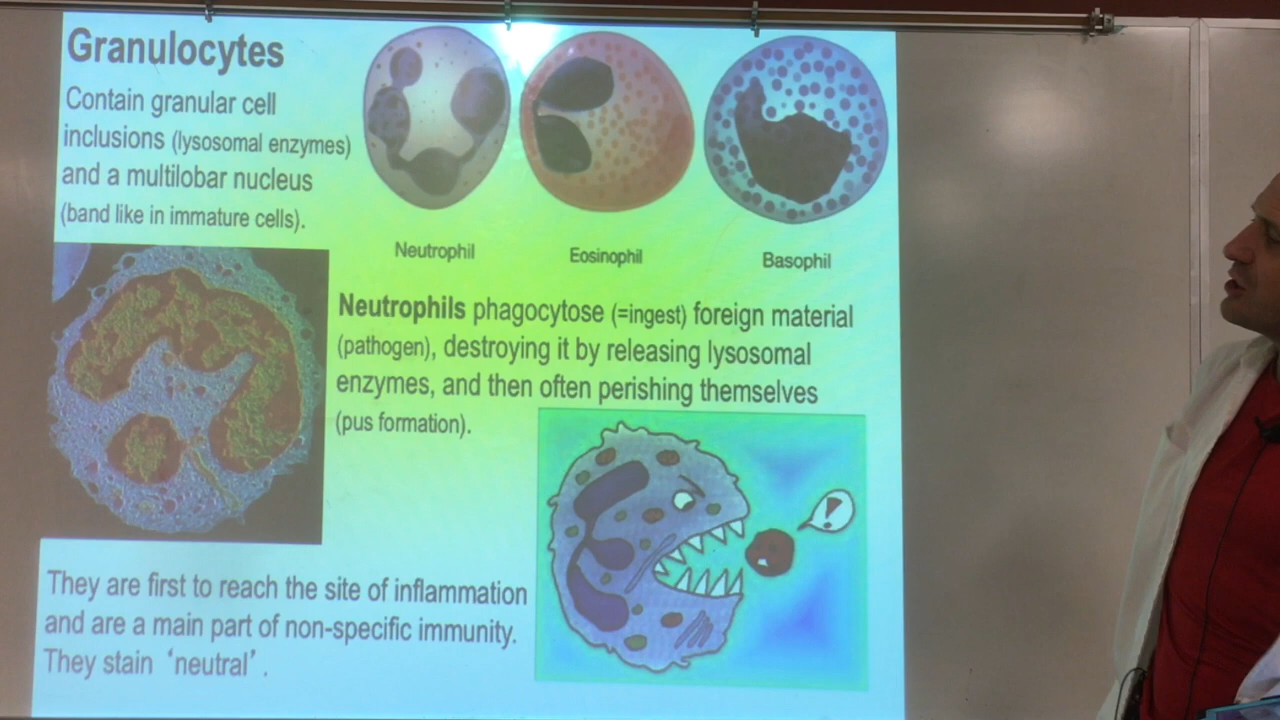 Granulocytes
Contain granular cell
inclusions (lysosomal enzymes)
and a multilobar nucleus
(band like in immature cells).
Neutrophil
Eosinophil
Basophil
Neutrophils phagocytose (=ingest) foreign material
(pathogen), destroying it by releasing lysosomal
enzymes, and then often perishing themselves
(pus formation).
!
They are first to reach the site of inflammation
and are a main part of non-specific immunity.
They stain ‘neutral’.